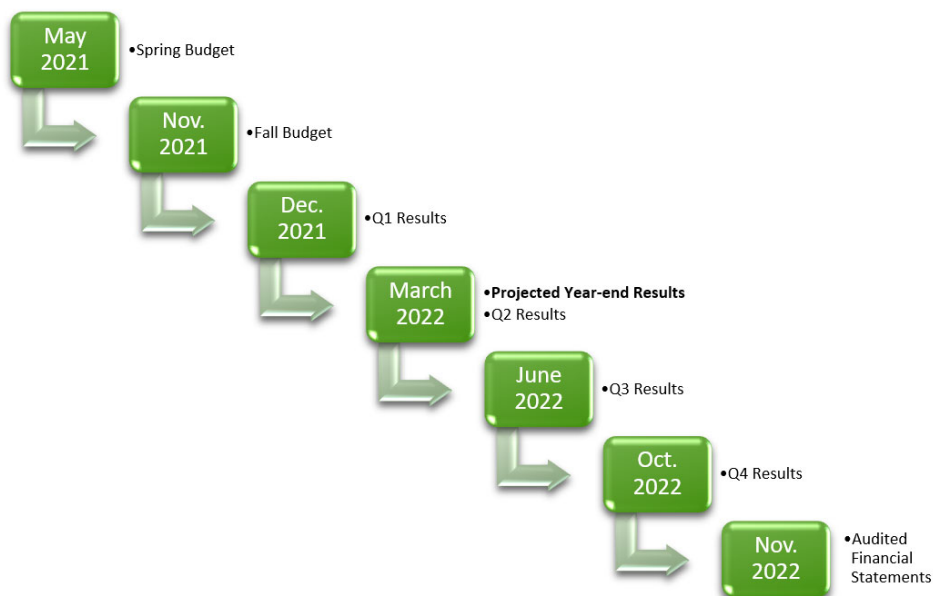 May
2021
•Spring Budget
Nov.
2021
•Fall Budget
Dec.
2021
•Q1 Results
March
2022
•Projected Year-end Results
•Q2 Results
June
2022
•Q3 Results
Oct.
2022
•Q4 Results
Nov.
2022
•Audited
Financial
Statements